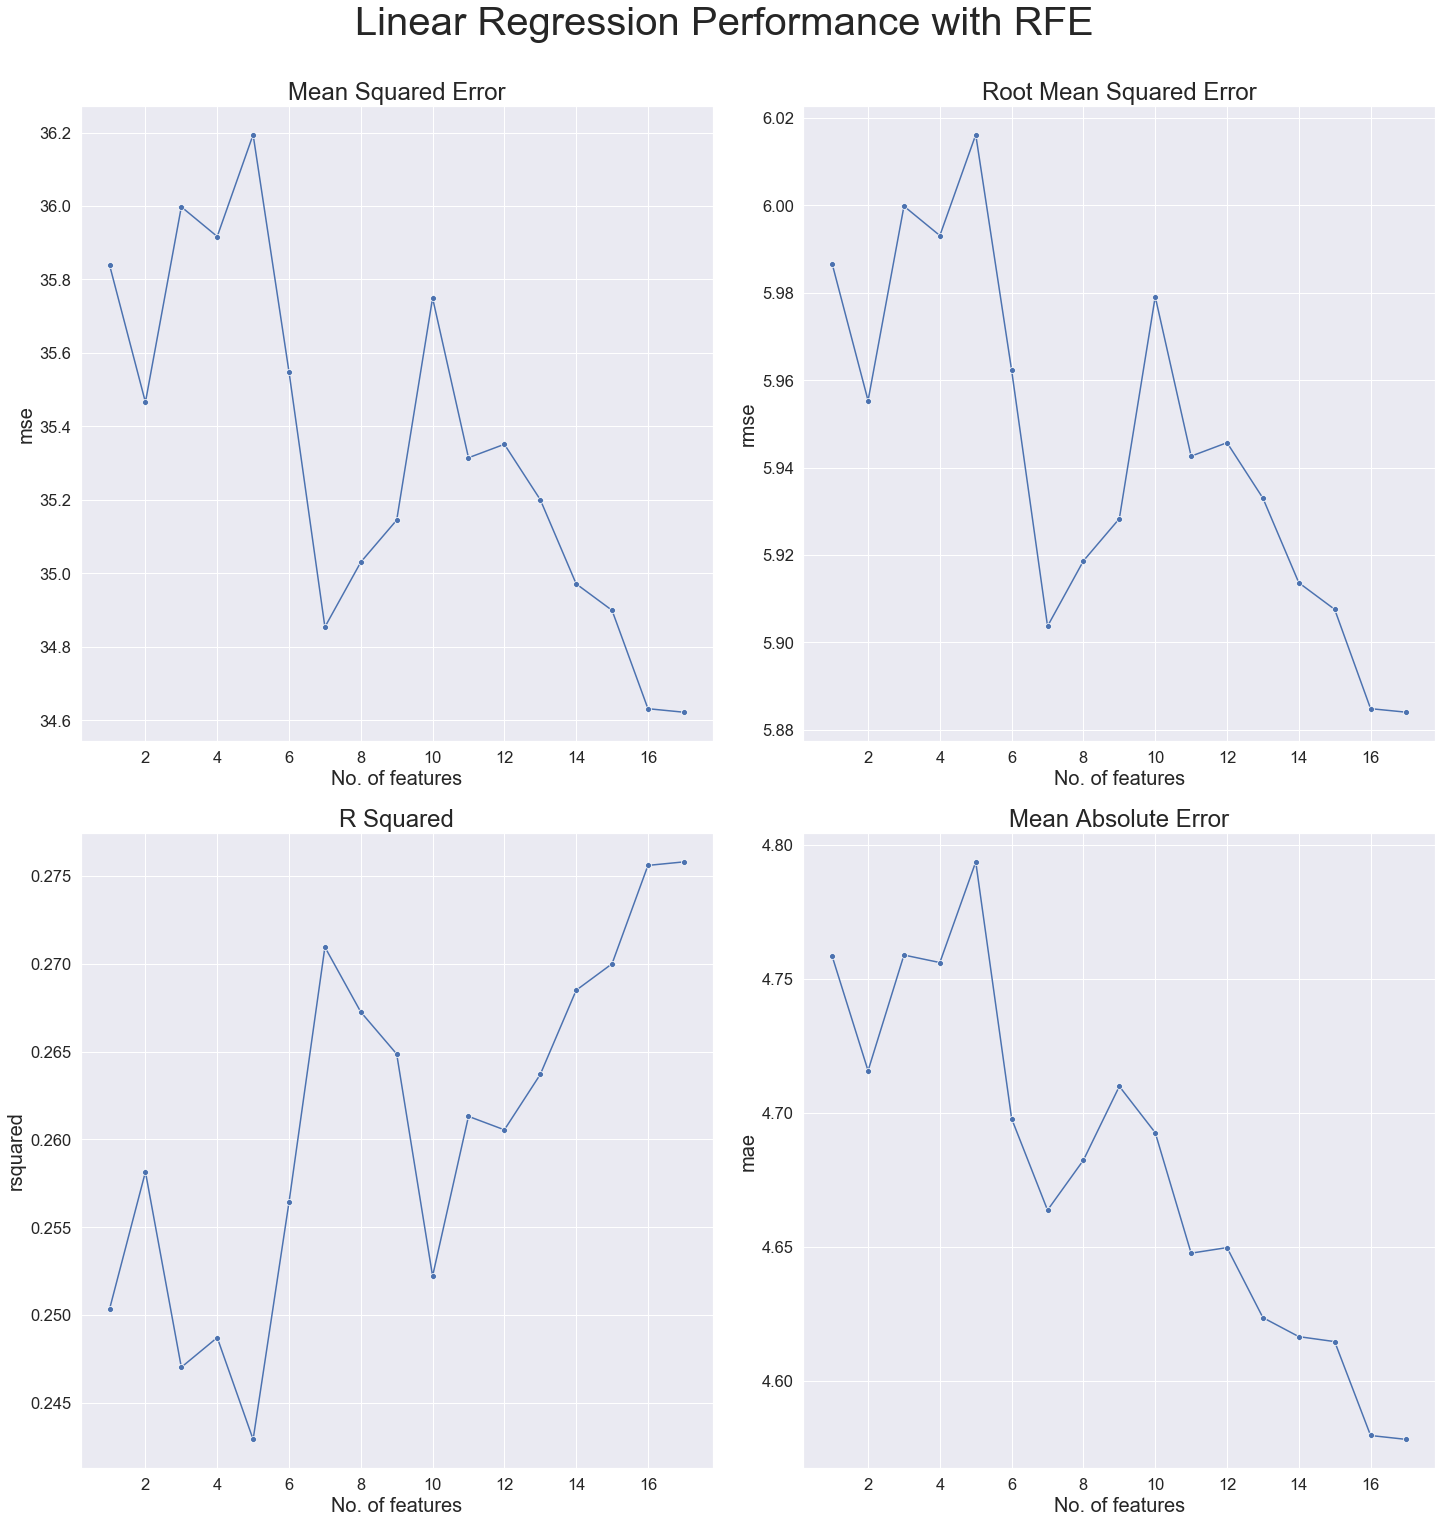 Linear Regression Performance with RFE
Mean Squared Error
36.2
36.0
35.8
35.6
35.4
35.2
35.0
34.8
34.6
mse
2 4 6 8 10 12 14 16
No. of features
Root Mean Squared Error
6.02
6.00
5.98
5.96
5.94
5.92
5.90
5.88
rmse
2 4 6 8 10 12 14 16
No. of features
R Squared
0.275
0.270
0.265
0.260
0.255
0.250
0.245
rsquared
2 4 6 8 10 12 14 16
No. of features
Mean Absolute Error
4.80
4.75
4.70
4.65
4.60
mae
2 4 6 8 10 12 14 16
No. of features